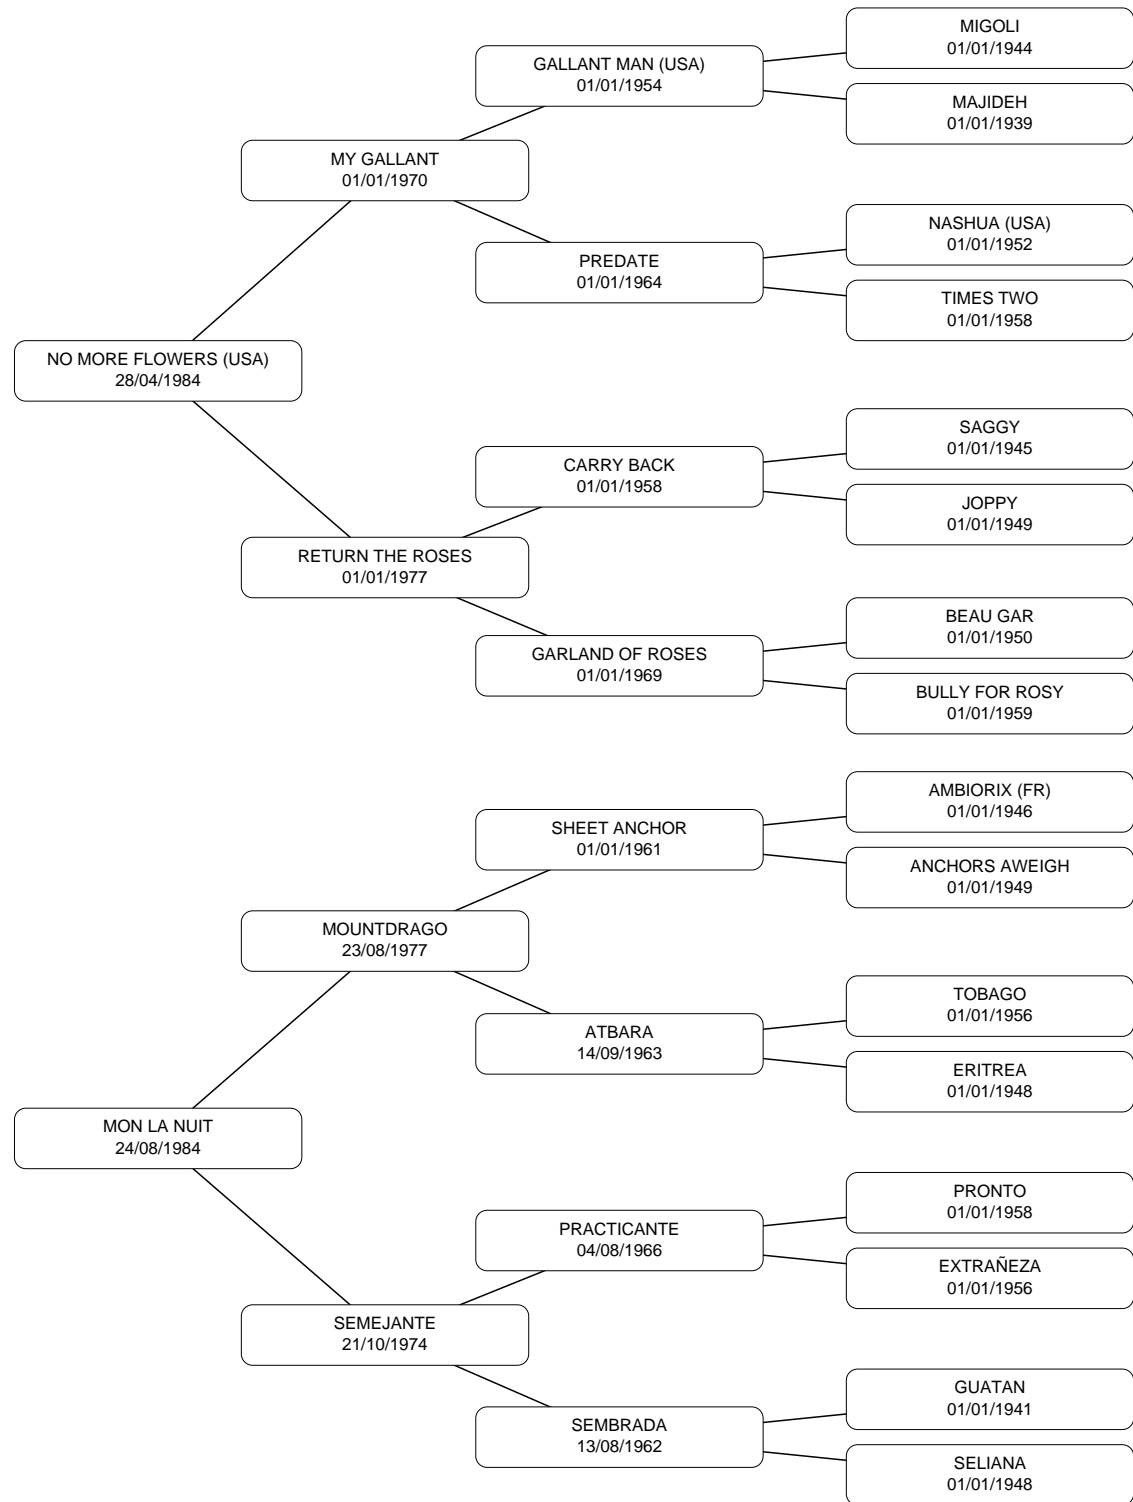 MIGOLI
01/01/1944
GALLANT MAN (USA)
01/01/1954
MAJIDEH
01/01/1939
MY GALLANT
01/01/1970
NASHUA (USA)
01/01/1952
PREDATE
01/01/1964
TIMES TWO
01/01/1958
NO MORE FLOWERS (USA)
28/04/1984
SAGGY
01/01/1945
CARRY BACK
01/01/1958
JOPPY
01/01/1949
RETURN THE ROSES
01/01/1977
BEAU GAR
01/01/1950
GARLAND OF ROSES
01/01/1969
BULLY FOR ROSY
01/01/1959
AMBIORIX (FR)
01/01/1946
SHEET ANCHOR
01/01/1961
ANCHORS AWEIGH
01/01/1949
MOUNTDRAGO
23/08/1977
TOBAGO
01/01/1956
ATBARA
14/09/1963
ERITREA
01/01/1948
MON LA NUIT
24/08/1984
PRONTO
01/01/1958
PRACTICANTE
04/08/1966
EXTRAÑEZA
01/01/1956
SEMEJANTE
21/10/1974
GUATAN
01/01/1941
SEMBRADA
13/08/1962
SELIANA
01/01/1948